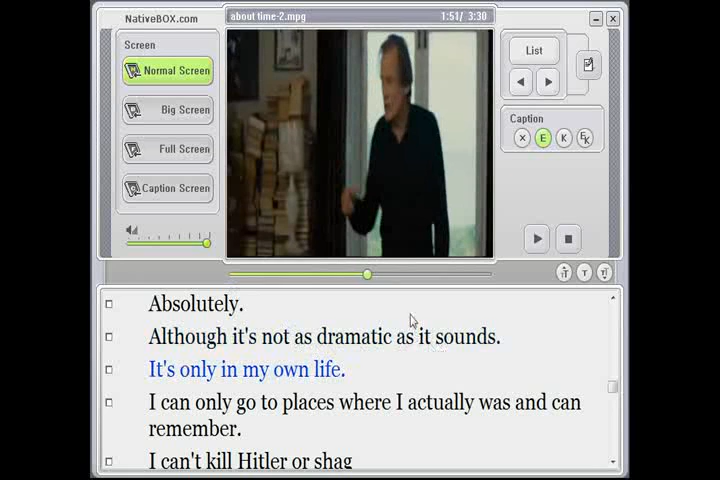 NativeBOX.com
about time-2.mpg
1:51/ 3:30
Screen
Normal Screen
Big Screen
Full Screen
Caption Screen
List
Caption
X
E
K
EK
T
T
T
Absolutely.
Although it's not as dramatic as it sounds.
It's only in my own life.
I can only go to places where I actually was and can
remember.
I can't kill Hitler or shag